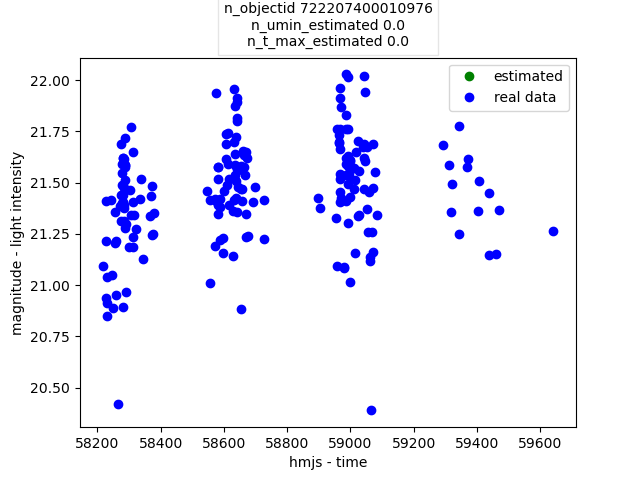 n_objectid 722207400010976
n_umin_estimated 0.0
n_t_max_estimated 0.0
estimated
real data
22.00
21.75
21.50
21.25
21.00
20.75
20.50
magnitude - light intensity
58200 58400 58600 58800 59000 59200 59400 59600
hmjs - time